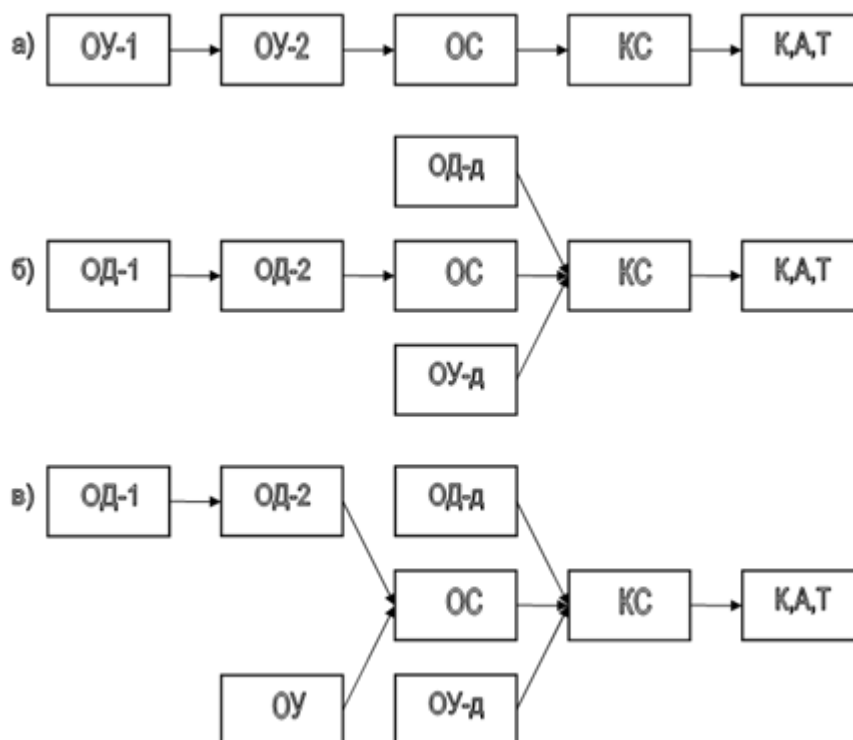 а) ОУ-1 ОУ-2 ОС КС К,А,Т
ОД-д
б) ОД-1 ОД-2 ОС КС К,А,Т
ОУ-д
в) ОД-1 ОД-2 ОД-д
ОС КС К,А,Т
ОУ ОУ-д